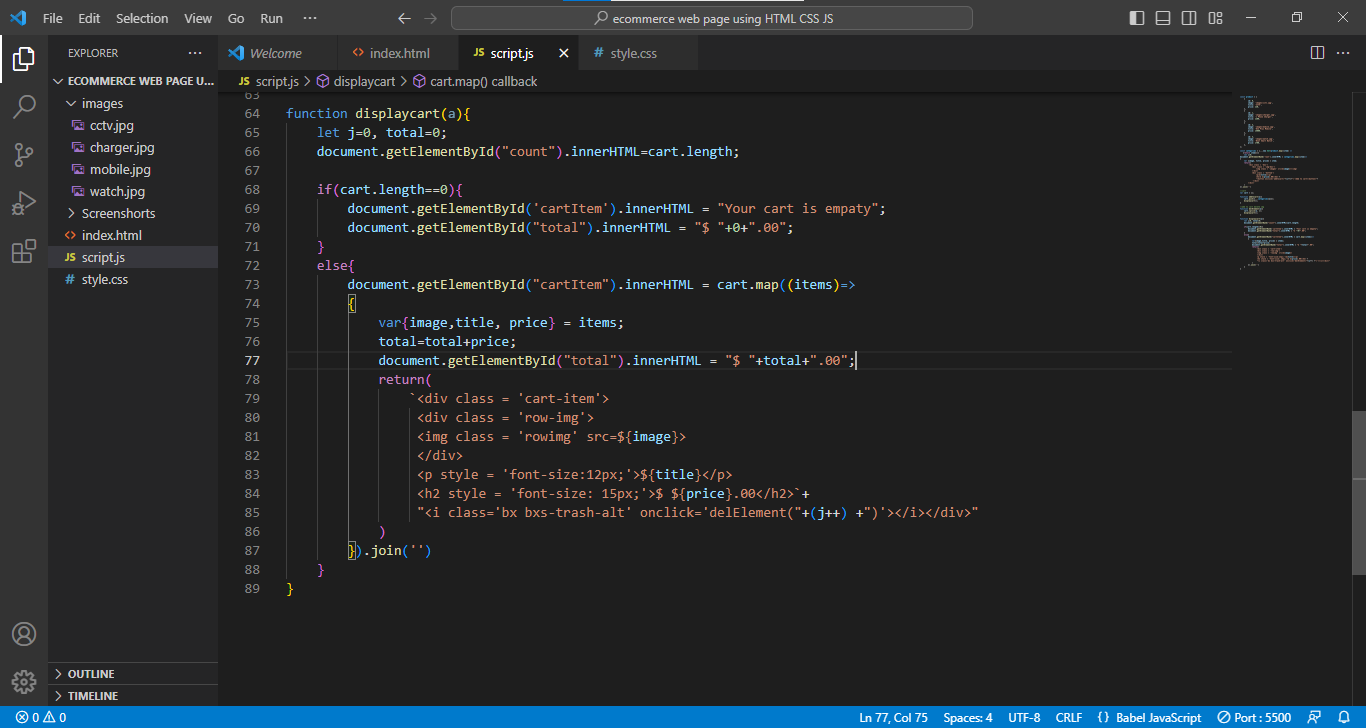 File Edit Selection View Go Run ··· ecommerce web page using HTML CSS JS
EXPLORER ···
ECOMMERCE WEB PAGE U...
images
cctv.jpg
charger.jpg
mobile.jpg
watch.jpg
Screenshorts
index.html
JS script.js
# style.css
OUTLINE
TIMELINE
Welcome <> index.html JS script.js # style.css ···
JS script.js > displaycart > cart.map() callback
63
64 function displaycart(a){
65     let j=0, total=0;
66     document.getElementById("count").innerHTML=cart.length;
67
68     if(cart.length==0){
69         document.getElementById('cartItem').innerHTML = "Your cart is empaty";
70         document.getElementById("total").innerHTML = "$ "+0+".00";
71     }
72     else{
73         document.getElementById("cartItem").innerHTML = cart.map((items)=>
74         {
75             var{image,title, price} = items;
76             total=total+price;
77             document.getElementById("total").innerHTML = "$ "+total+".00";
78             return(
79                 `<div class = 'cart-item'>
80                 <div class = 'row-img'>
81                 <img class = 'rowimg' src=${image}>
82                 </div>
83                 <p style = 'font-size:12px;'>${title}</p>
84                 <h2 style = 'font-size: 15px;'>$ ${price}.00</h2>`+
85                 "<i class='bx bxs-trash-alt' onclick='delElement("+(j++) +")'></i></div>"
86             )
87         }).join('')
88     }
89 }
0 0 Ln 77, Col 75 Spaces: 4 UTF-8 CRLF {} Babel JavaScript Port : 5500